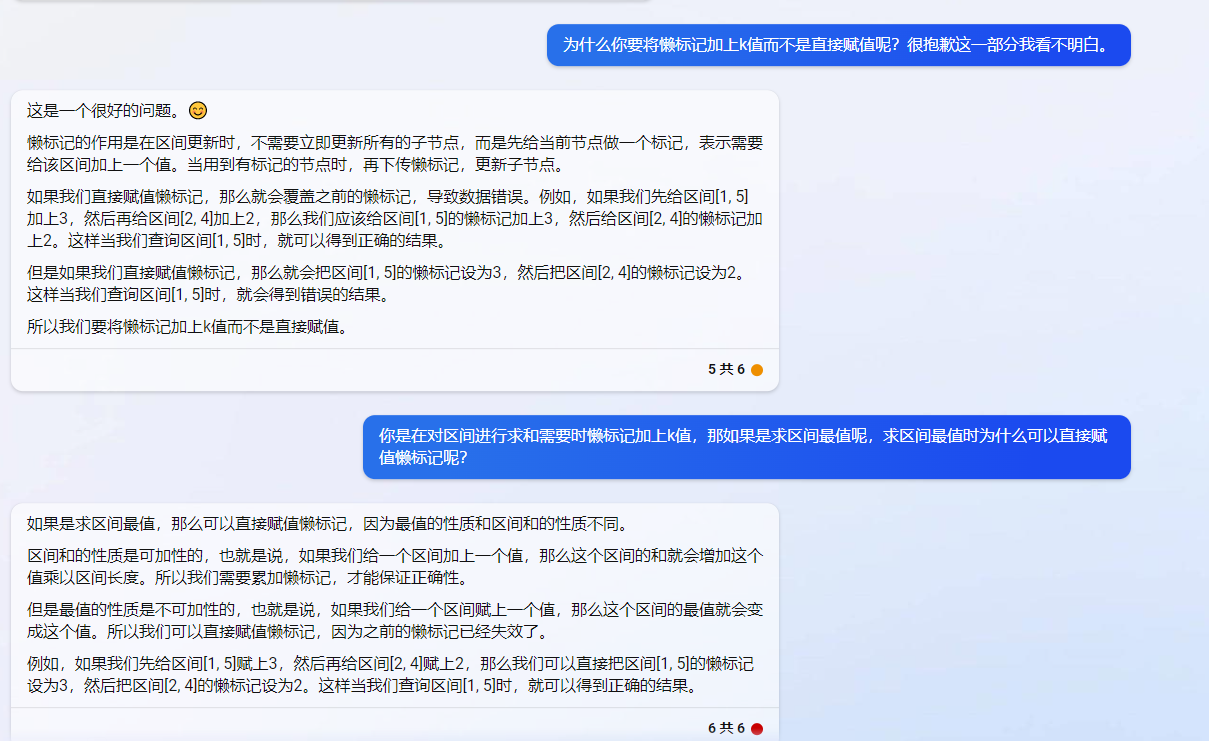 为什么你要将懒标记加上k值而不是直接赋值呢？很抱歉这一部分我看不明白。
这是一个很好的问题。😊
懒标记的作用是在区间更新时，不需要立即更新所有的子节点，而是先给当前节点做一个标记，表示需要
给该区间加上一个值。当用到有标记的节点时，再下传懒标记，更新子节点。
如果我们直接赋值懒标记，那么就会覆盖之前的懒标记，导致数据错误。例如，如果我们先给区间[1, 5]
加上3，然后再给区间[2, 4]加上2，那么我们应该给区间[1, 5]的懒标记加上3，然后给区间[2, 4]的懒标记加
上2。这样当我们查询区间[1, 5]时，就可以得到正确的结果。
但是如果我们直接赋值懒标记，那么就会把区间[1, 5]的懒标记设为3，然后把区间[2, 4]的懒标记设为2。
这样当我们查询区间[1, 5]时，就会得到错误的结果。
所以我们要将懒标记加上k值而不是直接赋值。
5 共 6
你是在对区间进行求和需要时懒标记加上k值，那如果是求区间最值呢，求区间最值时为什么可以直接赋
值懒标记呢？
如果是求区间最值，那么可以直接赋值懒标记，因为最值的性质和区间和的性质不同。
区间和的性质是可加性的，也就是说，如果我们给一个区间加上一个值，那么这个区间的和就会增加这个
值乘以区间长度。所以我们需要累加懒标记，才能保证正确性。
但是最值的性质是不可加性的，也就是说，如果我们给一个区间赋上一个值，那么这个区间的最值就会变
成这个值。所以我们可以直接赋值懒标记，因为之前的懒标记已经失效了。
例如，如果我们先给区间[1, 5]赋上3，然后再给区间[2, 4]赋上2，那么我们可以直接把区间[1, 5]的懒标记
设为3，然后把区间[2, 4]的懒标记设为2。这样当我们查询区间[1, 5]时，就可以得到正确的结果。
6 共 6